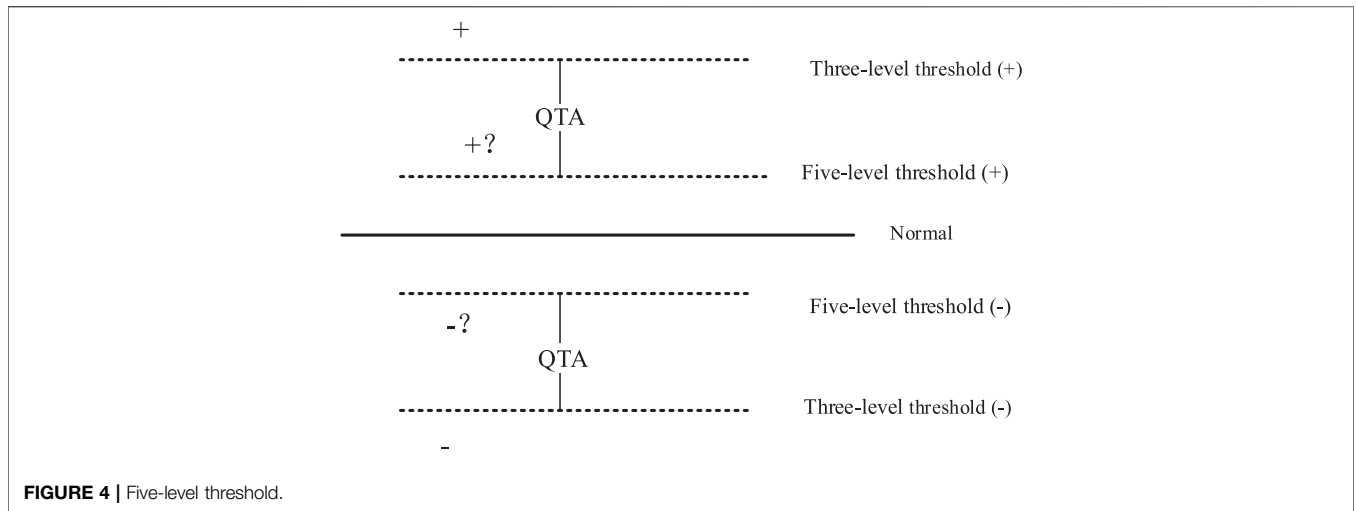 +
Three-level threshold (+)
QTA
+?
Five-level threshold (+)
Normal
Five-level threshold (-)
-?
QTA
Three-level threshold (-)
-
FIGURE 4 | Five-level threshold.